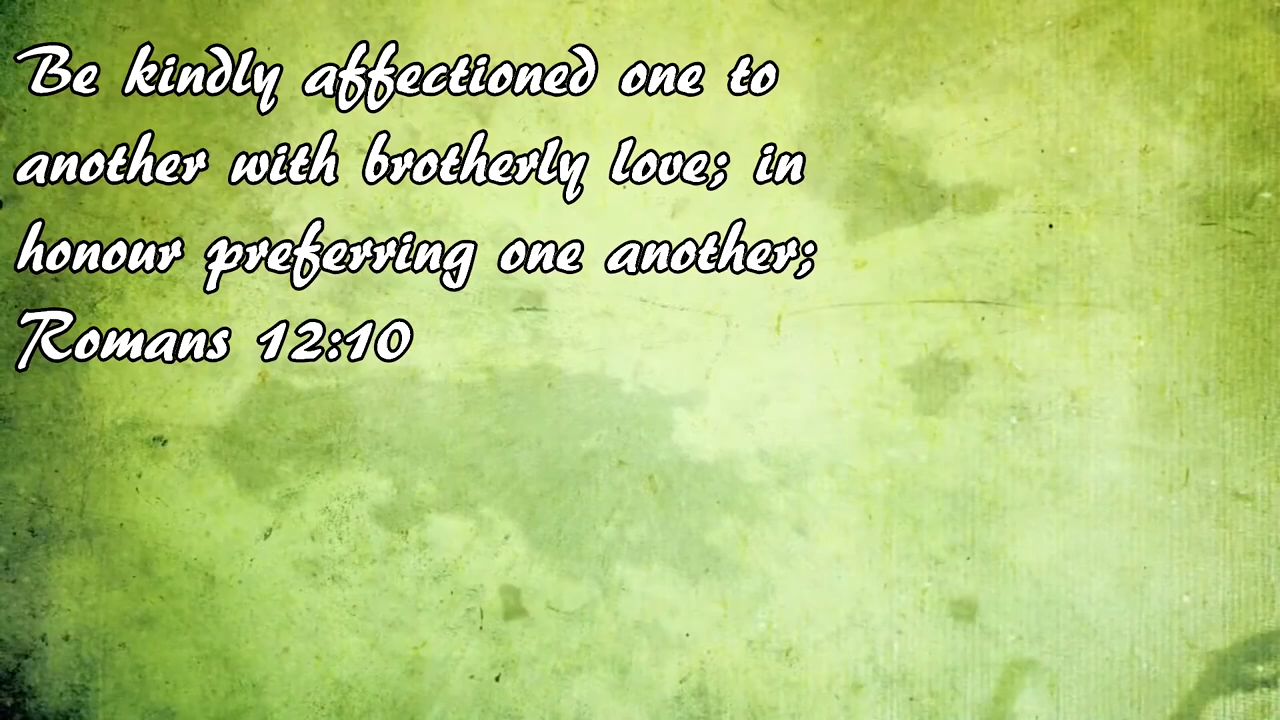 Be kindly affectioned one to
another with brotherly love; in
honour preferring one another;
Romans 12:10